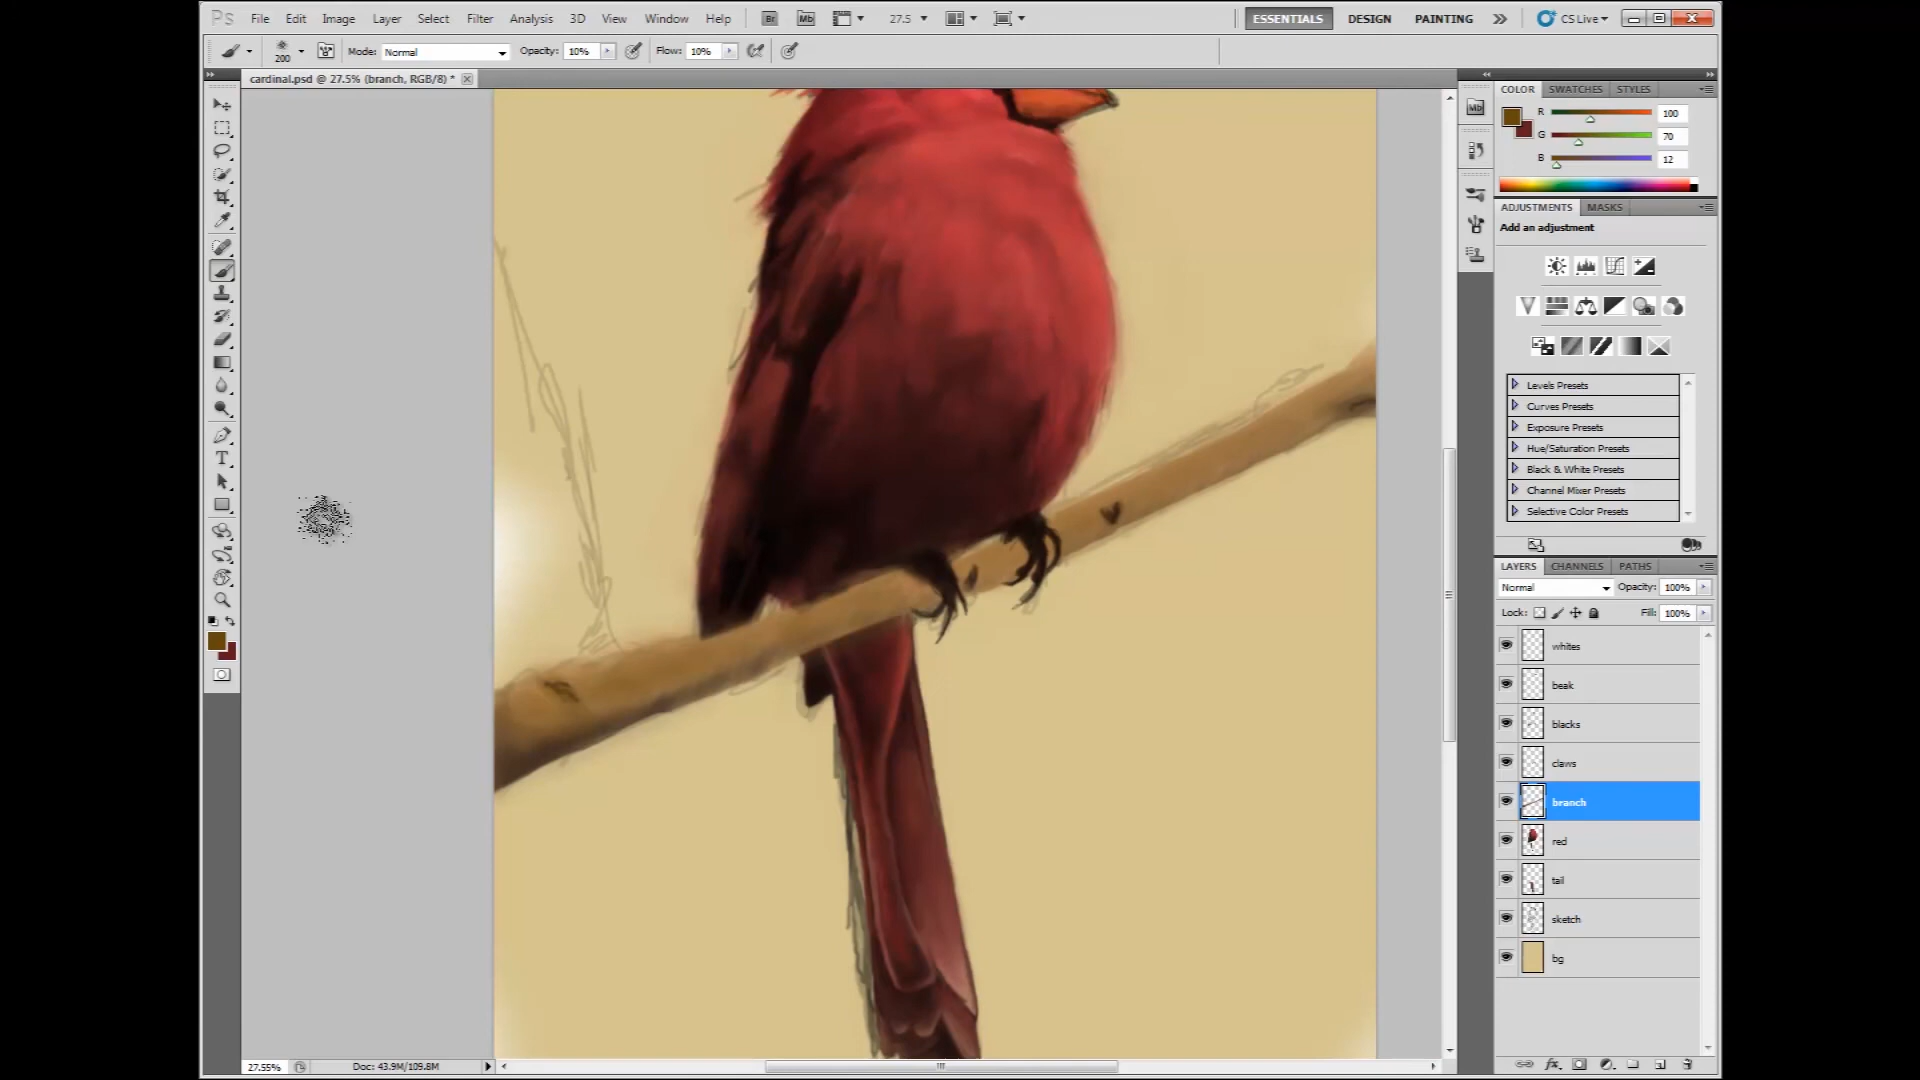 Ps File Edit Image Layer Select Filter Analysis 3D View Window Help Br Mb 27.5 ESSENTIALS DESIGN PAINTING CS Live
200 Mode: Normal Opacity: 10% Flow: 10%
cardinal.psd @ 27.5% (branch, RGB/8) *
COLOR SWATCHES STYLES
Mb
R 100
G 70
B 12
ADJUSTMENTS MASKS
Add an adjustment
Levels Presets
Curves Presets
Exposure Presets
Hue/Saturation Presets
Black & White Presets
Channel Mixer Presets
Selective Color Presets
LAYERS CHANNELS PATHS
Normal Opacity: 100%
Lock: Fill: 100%
whites
beak
blacks
claws
branch
red
tail
sketch
bg
27.55% Doc: 43.9M/109.8M